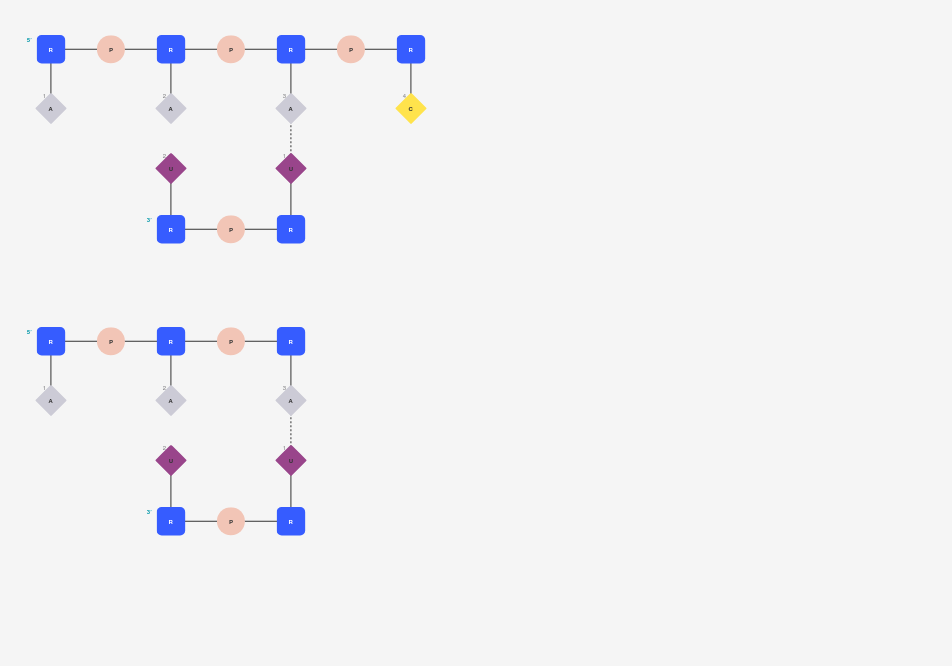 5'
R P R P R P R
1 2 3 4
A A A C
2 1
U U
3'
R P R
5'
R P R P R
1 2 3
A A A
2 1
U U
3'
R P R